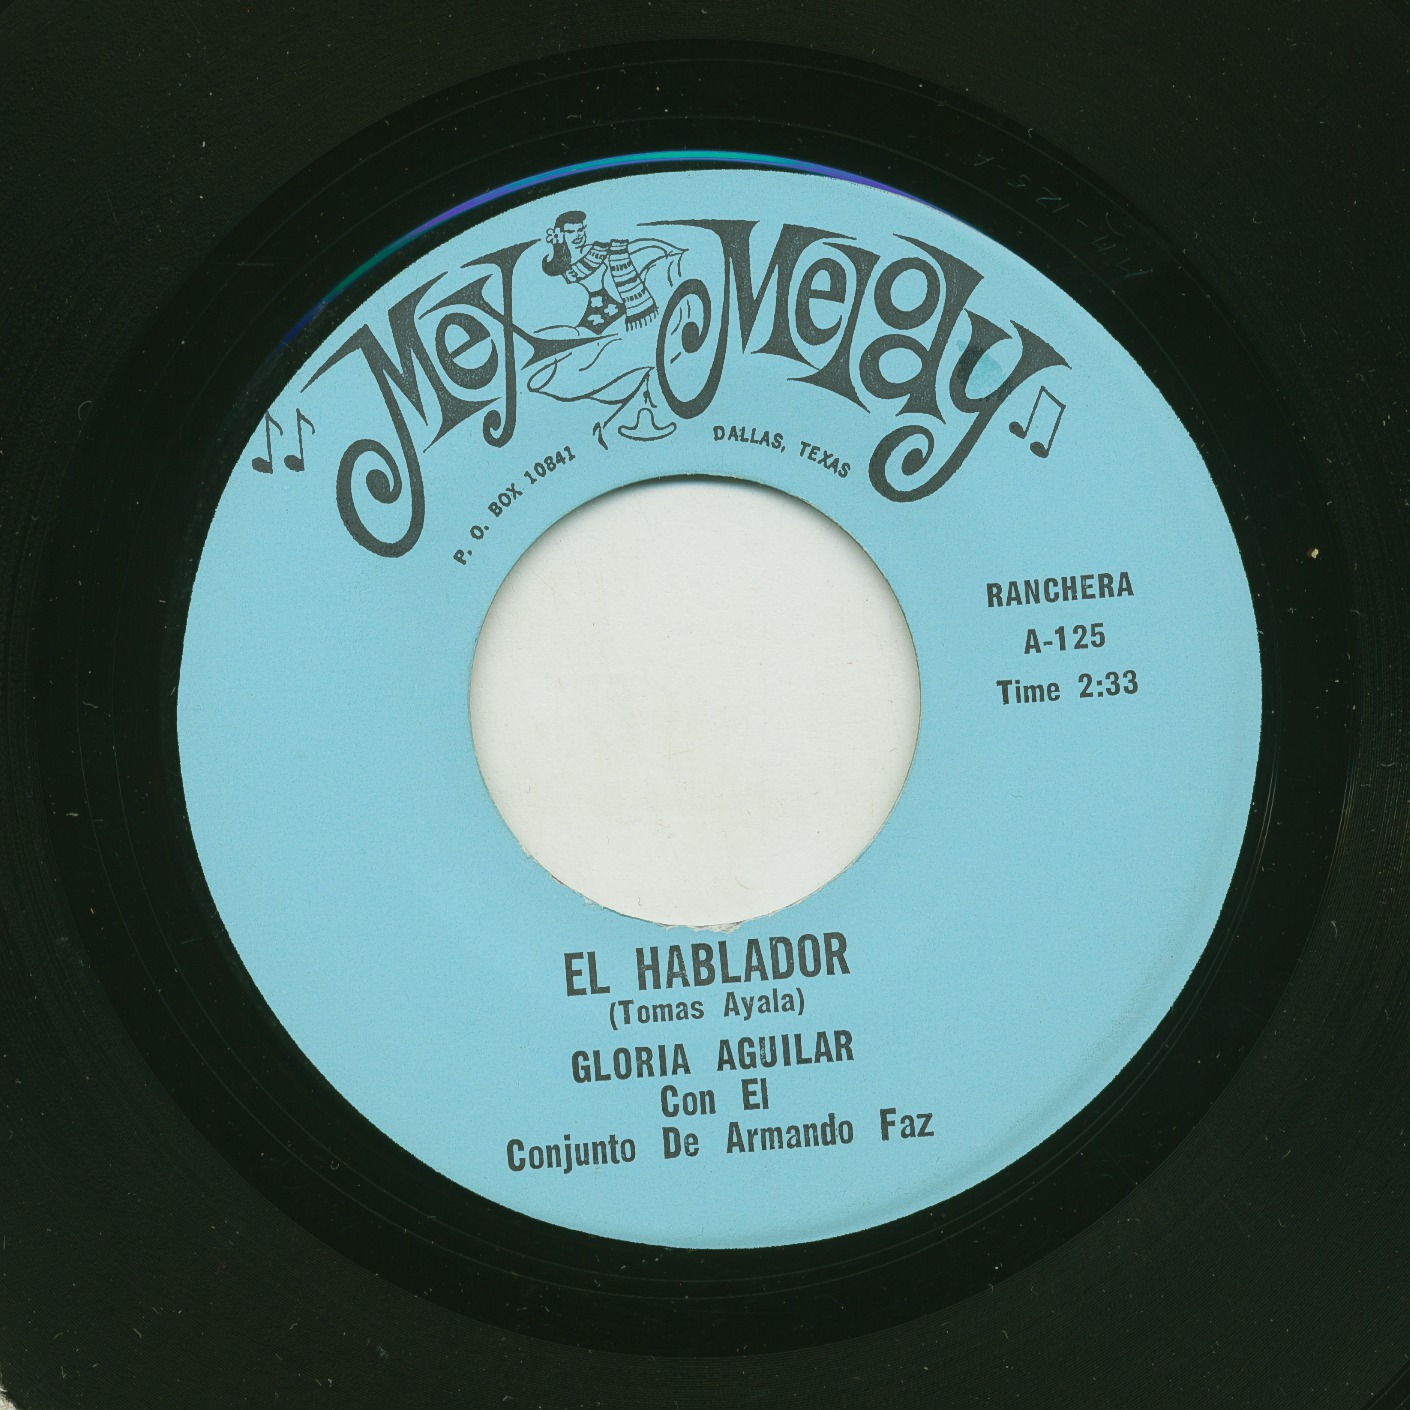 Mex Melody
P. O. BOX 10841 DALLAS, TEXAS
RANCHERA
A-125
Time 2:33
EL HABLADOR
(Tomas Ayala)
GLORIA AGUILAR
Con El
Conjunto De Armando Faz